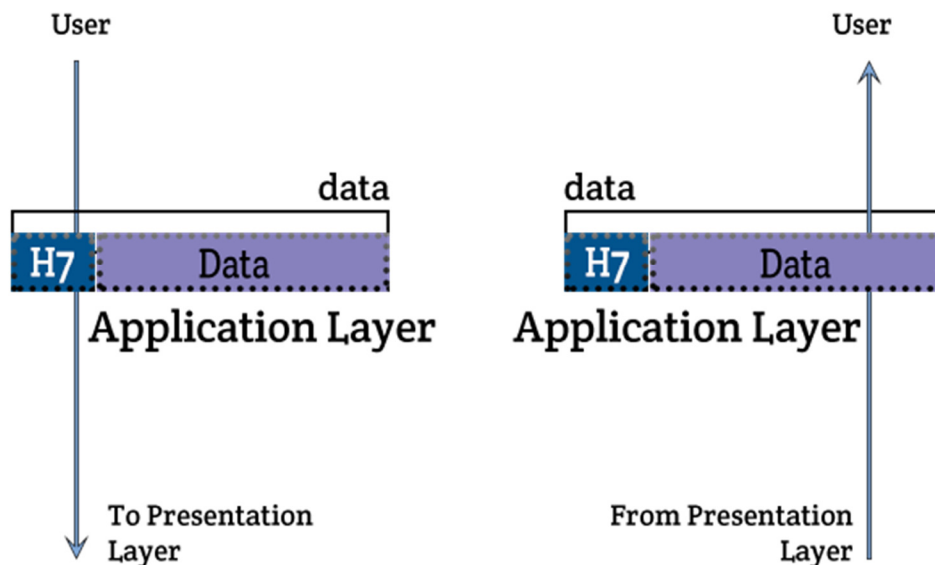 User
data
H7 Data
Application Layer
To Presentation
Layer
User
data
H7 Data
Application Layer
From Presentation
Layer